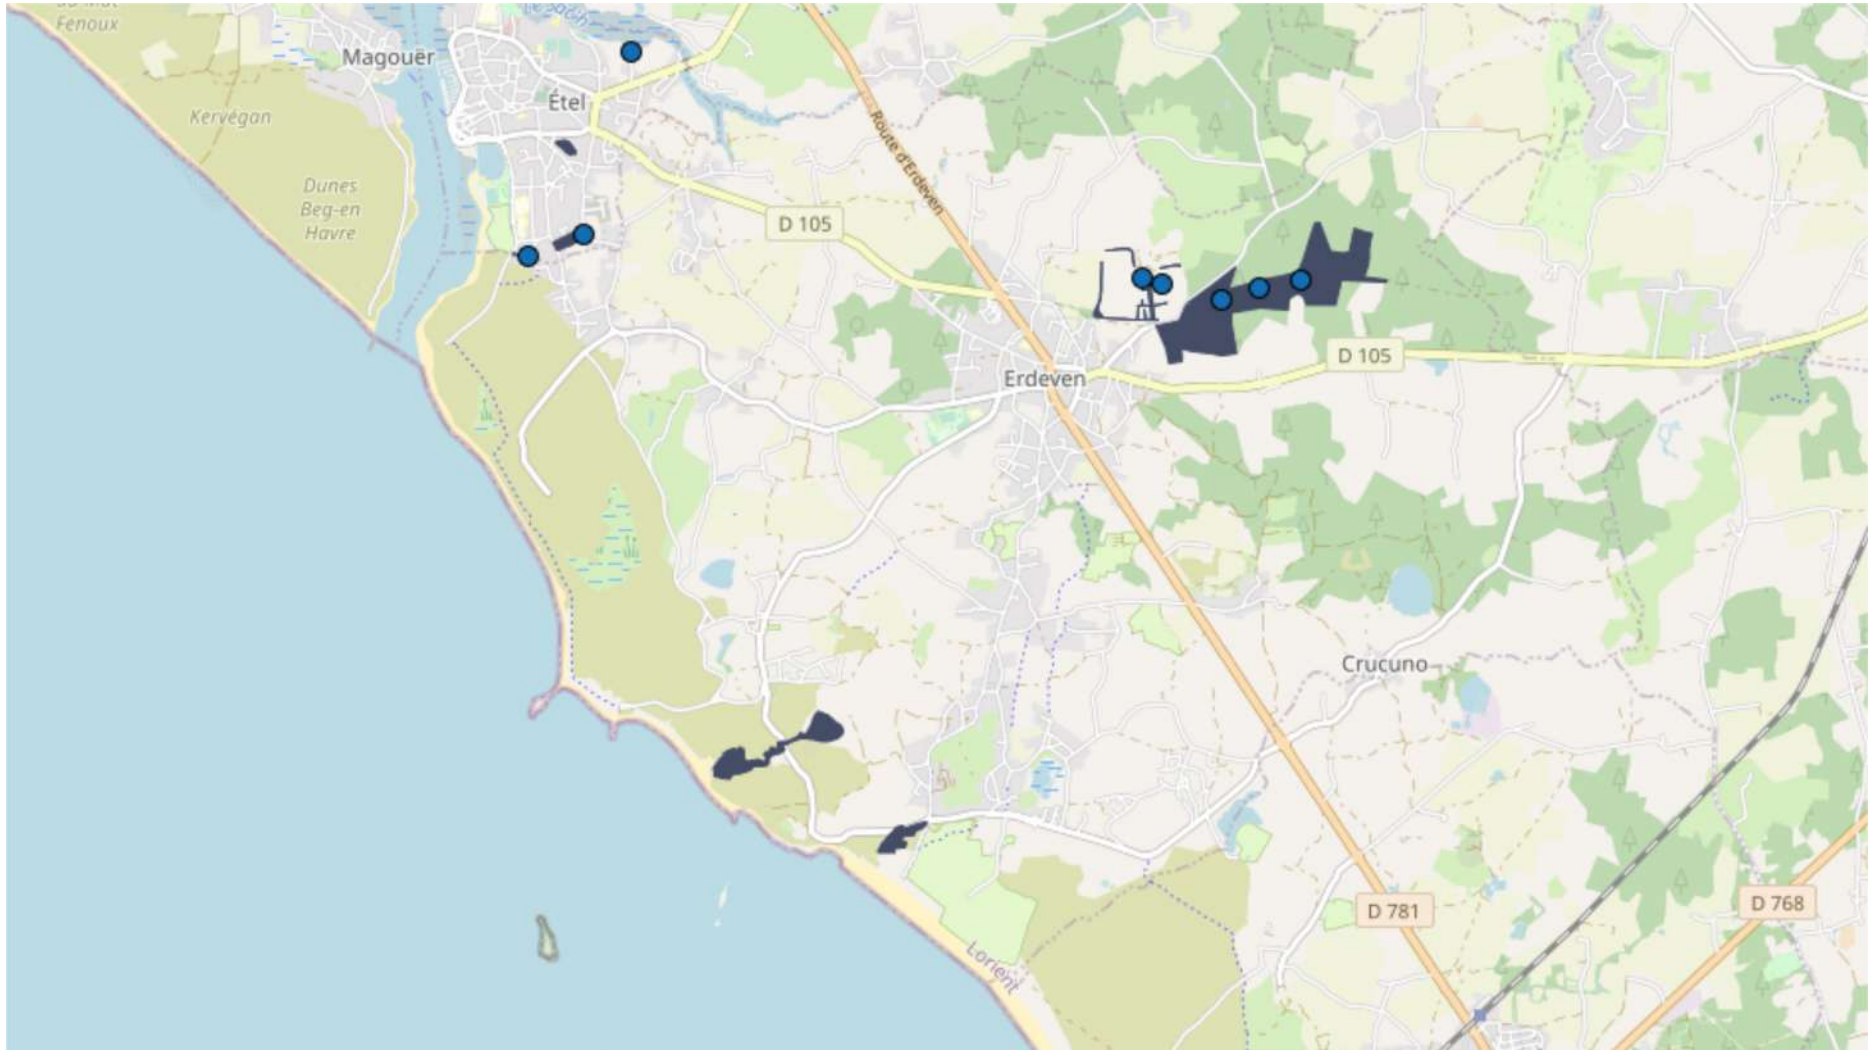 Fenoux
Magouër
Étel
Kervégan
Route d'Erdeven
Dunes
Beg-en
Havre
D 105
D 105
Erdeven
Crucuno
D 781
D 768
Lorient